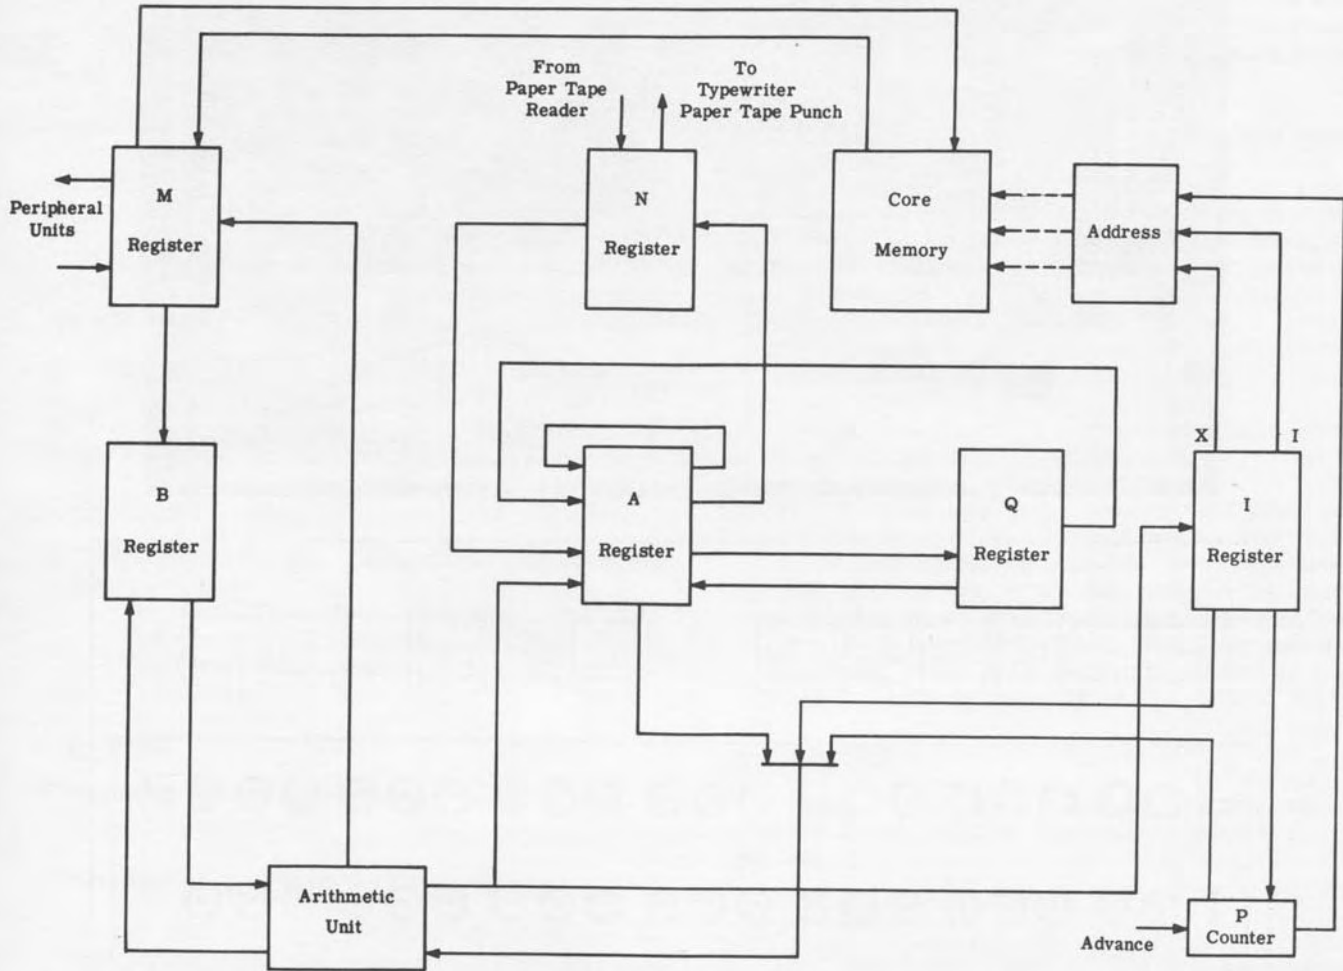 From
Paper Tape
Reader
To
Typewriter
Paper Tape Punch
M
Register
Peripheral
Units
N
Register
Core
Memory
Address
X
I
B
Register
A
Register
Q
Register
I
Register
Arithmetic
Unit
Advance
P
Counter